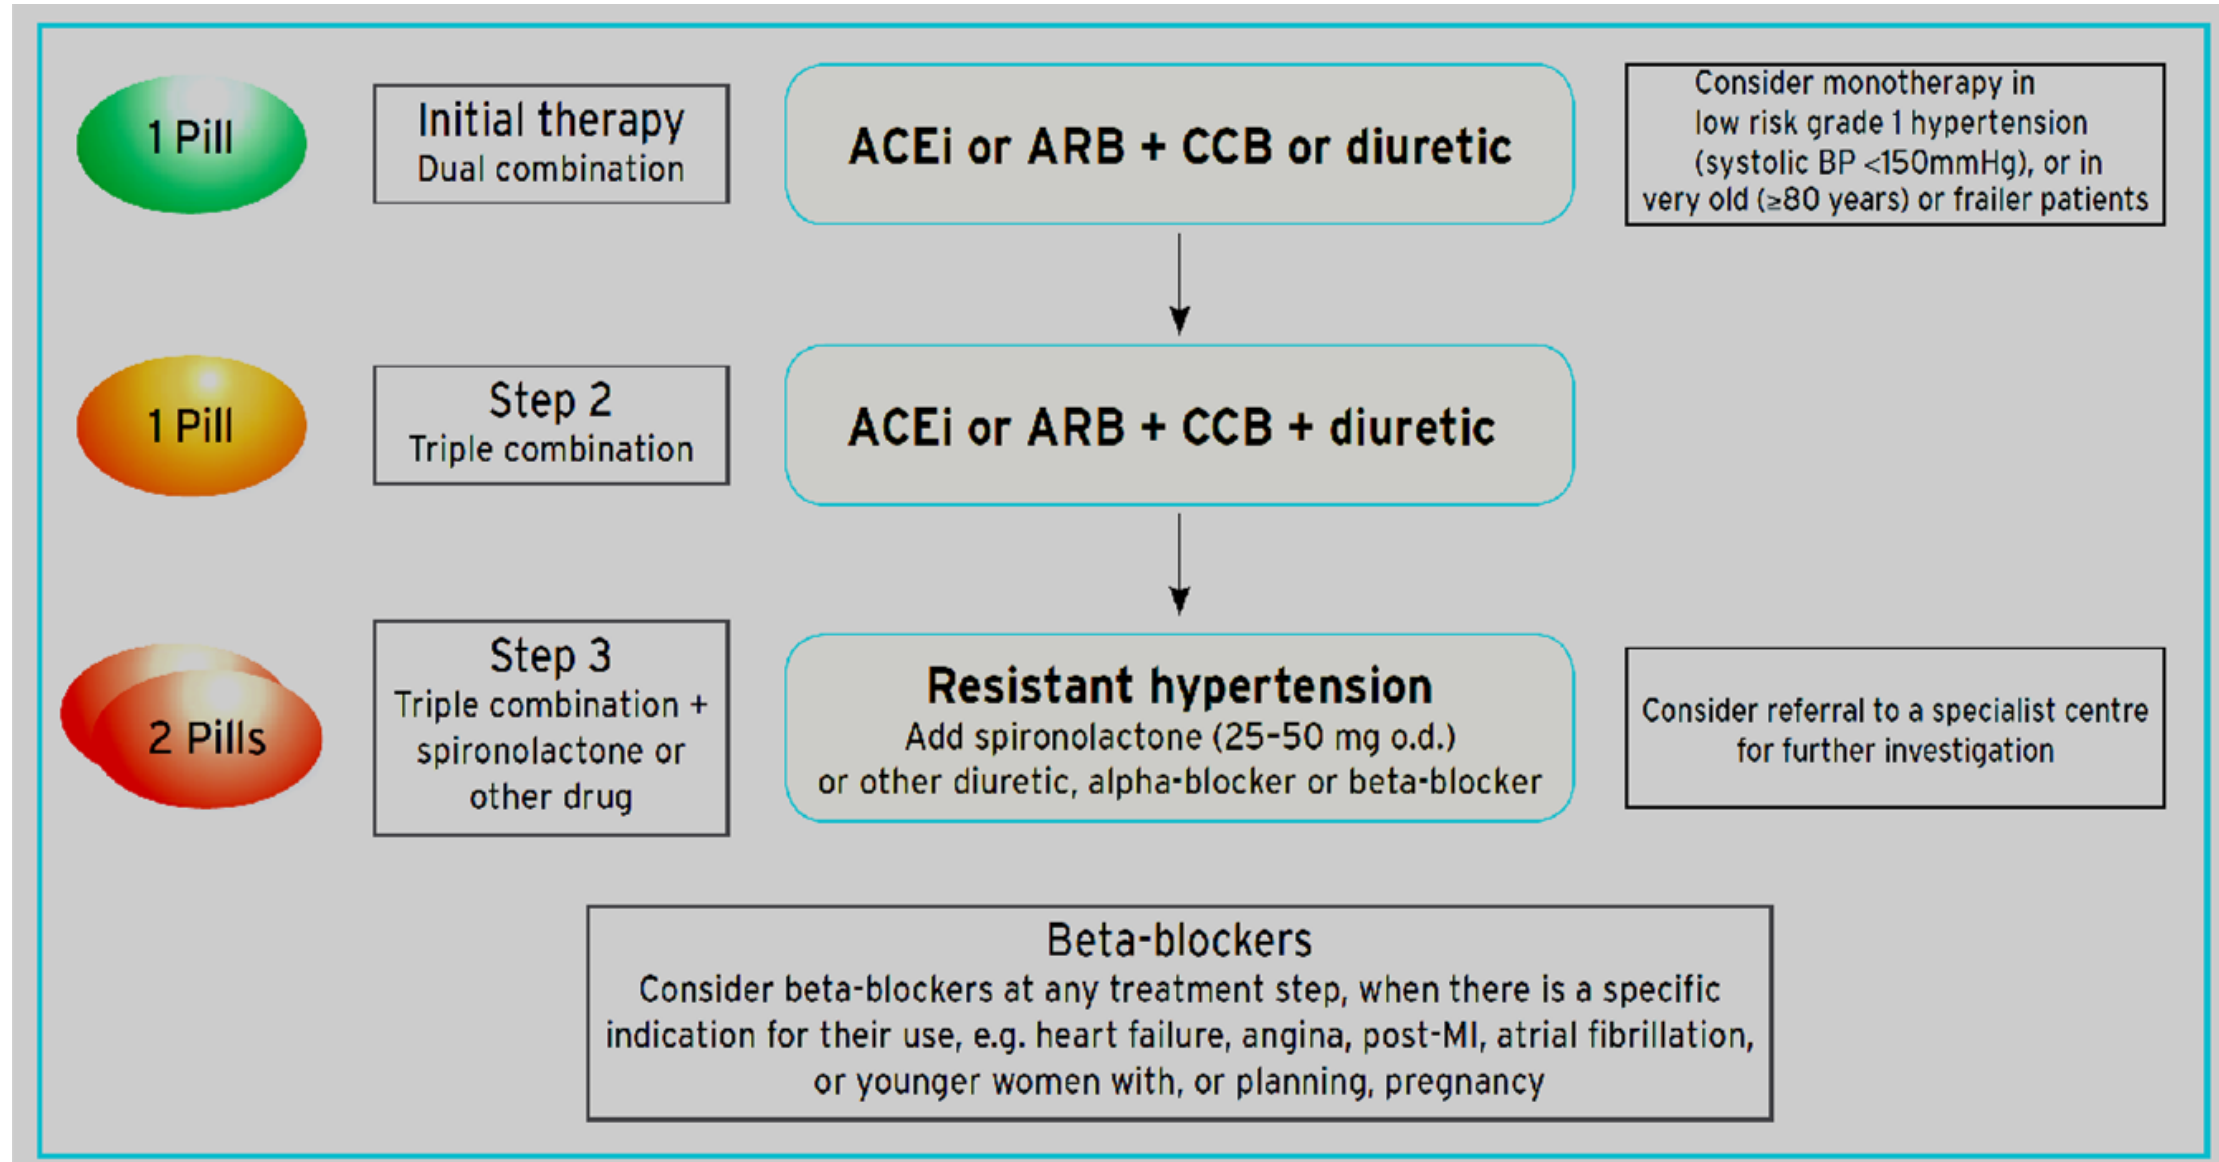 1 Pill
Initial therapy
Dual combination
ACEi or ARB + CCB or diuretic
Consider monotherapy in
low risk grade 1 hypertension
(systolic BP <150mmHg), or in
very old (≥80 years) or frailer patients
1 Pill
Step 2
Triple combination
ACEi or ARB + CCB + diuretic
2 Pills
Step 3
Triple combination +
spironolactone or
other drug
Resistant hypertension
Add spironolactone (25–50 mg o.d.)
or other diuretic, alpha-blocker or beta-blocker
Consider referral to a specialist centre
for further investigation
Beta-blockers
Consider beta-blockers at any treatment step, when there is a specific
indication for their use, e.g. heart failure, angina, post-MI, atrial fibrillation,
or younger women with, or planning, pregnancy